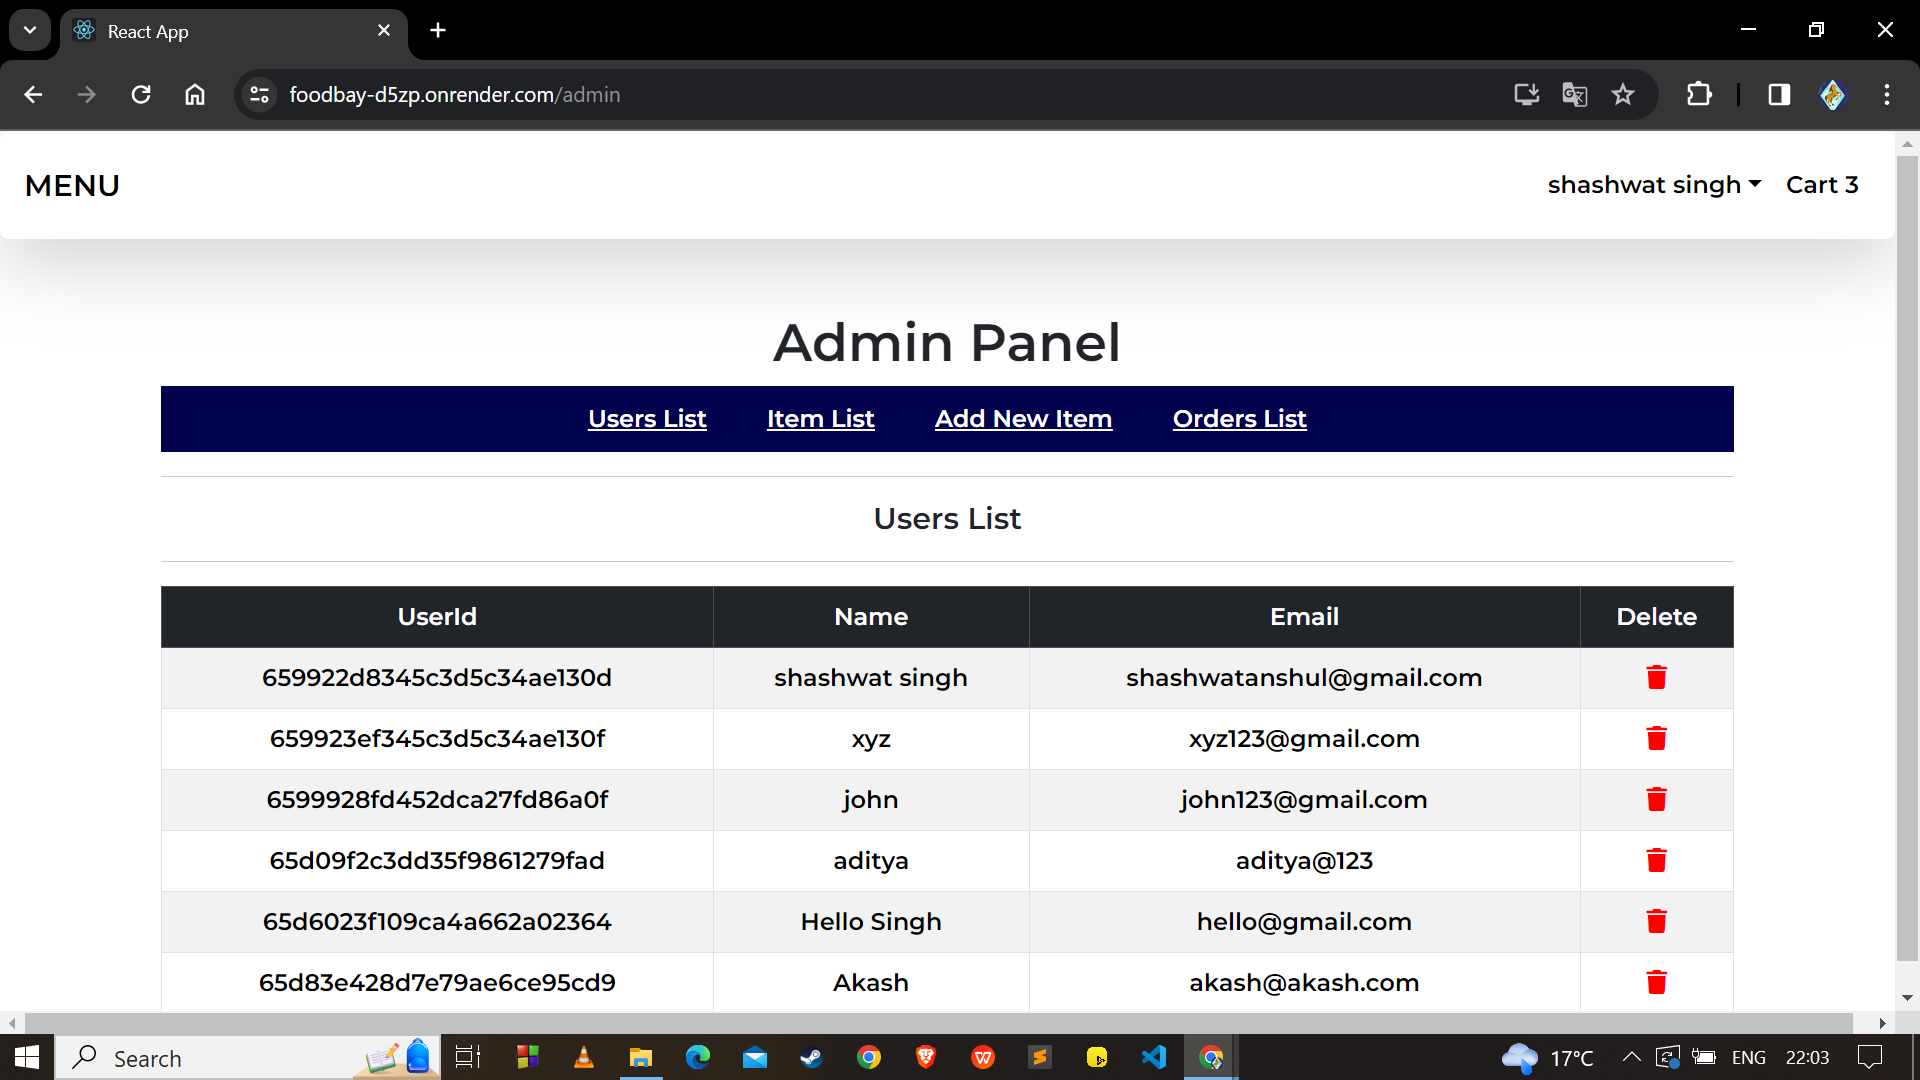 React App
foodbay-d5zp.onrender.com/admin
MENU
shashwat singh
Cart 3
Admin Panel
Users List Item List Add New Item Orders List
Users List
UserId Name Email Delete
659922d8345c3d5c34ae130d shashwat singh shashwatanshul@gmail.com
659923ef345c3d5c34ae130f xyz xyz123@gmail.com
6599928fd452dca27fd86a0f john john123@gmail.com
65d09f2c3dd35f9861279fad aditya aditya@123
65d6023f109ca4a662a02364 Hello Singh hello@gmail.com
65d83e428d7e79ae6ce95cd9 Akash akash@akash.com
Search
17°C
ENG
22:03